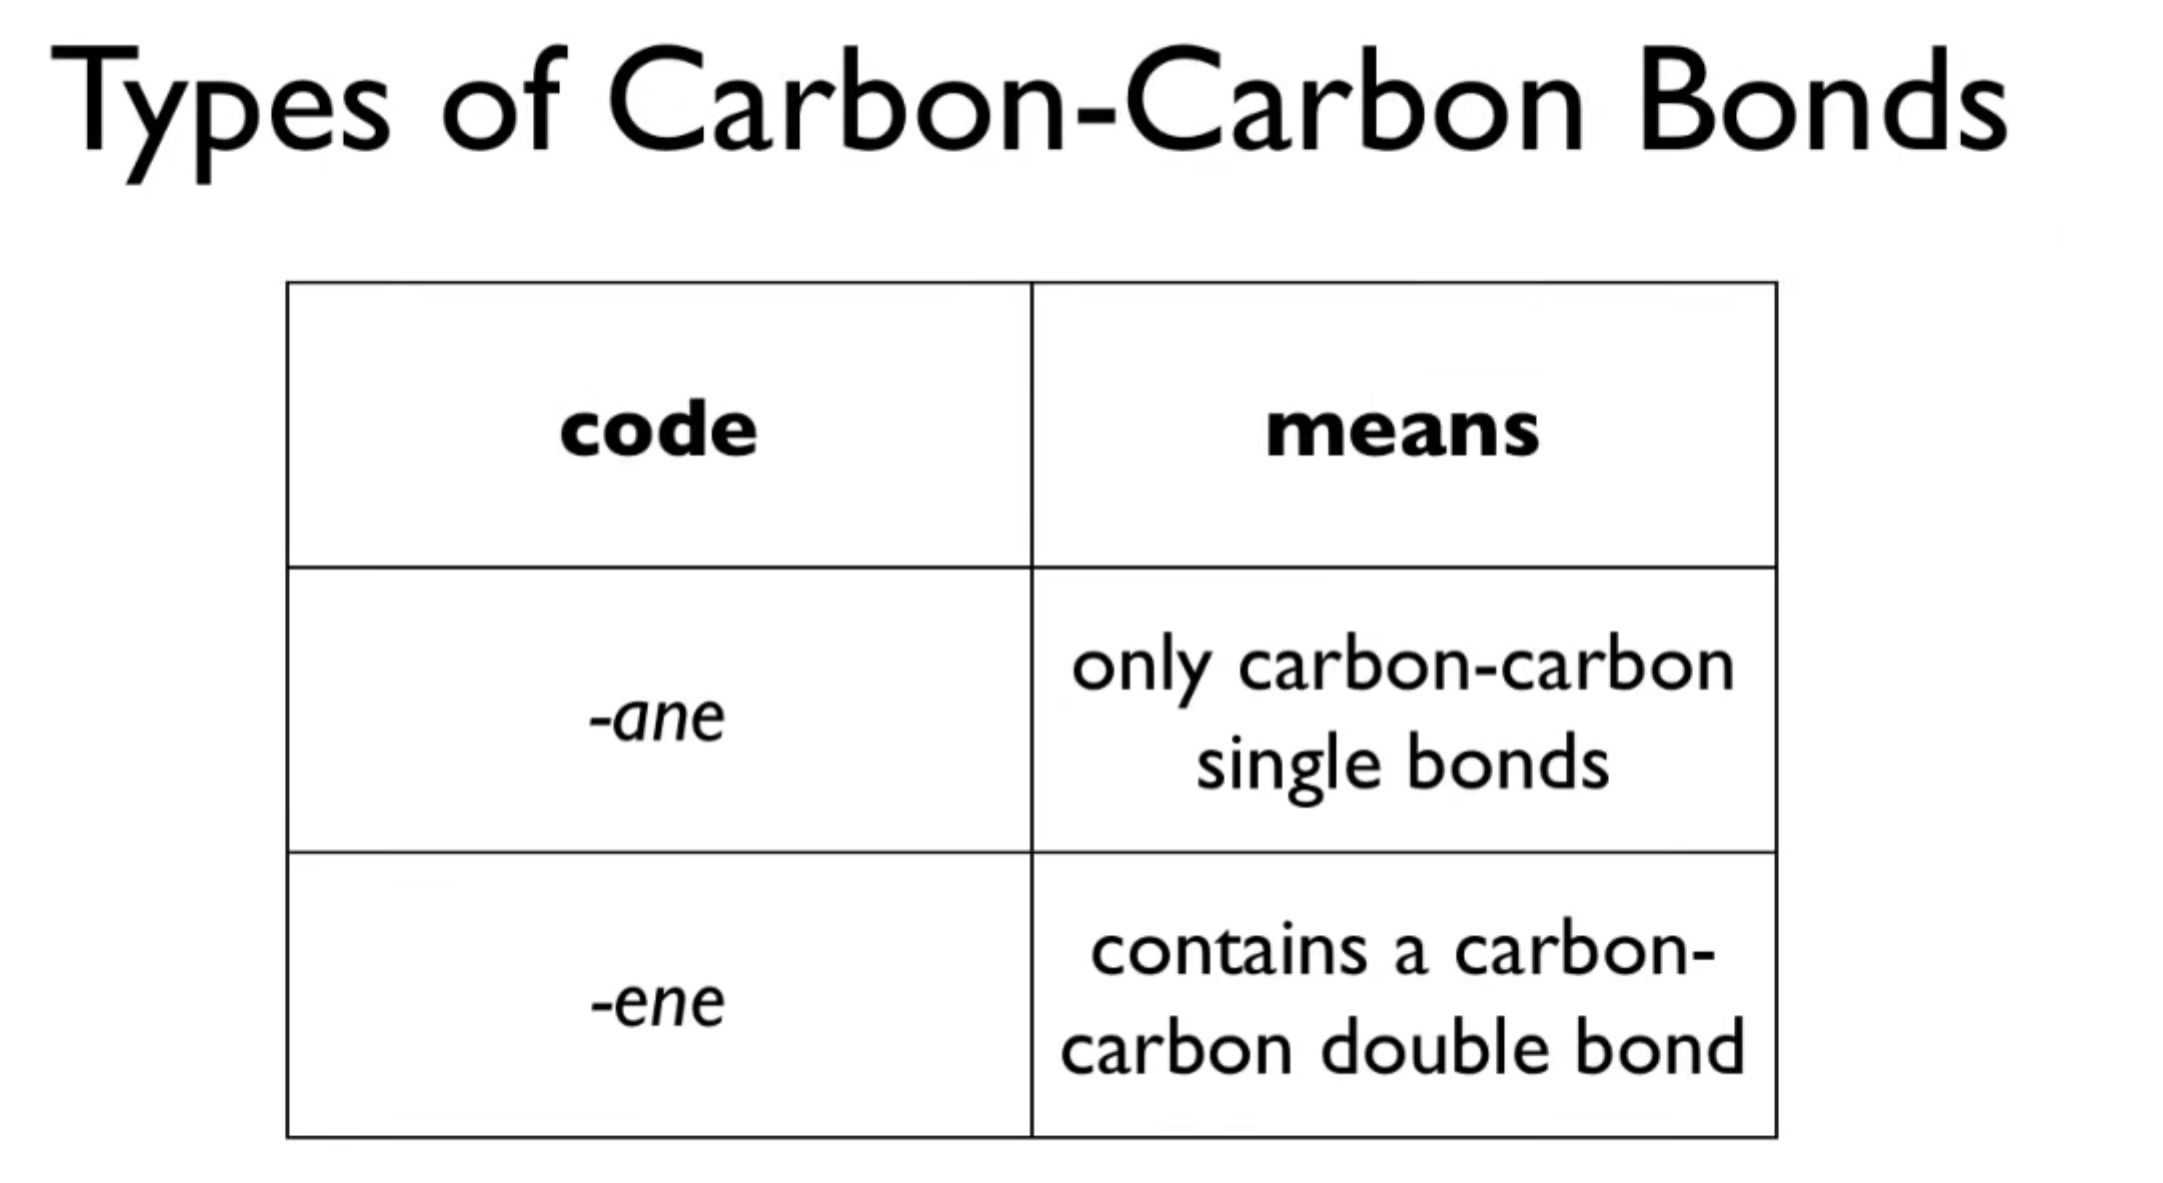 Types of Carbon-Carbon Bonds
code
means
-ane
only carbon-carbon
single bonds
-ene
contains a carbon-
carbon double bond